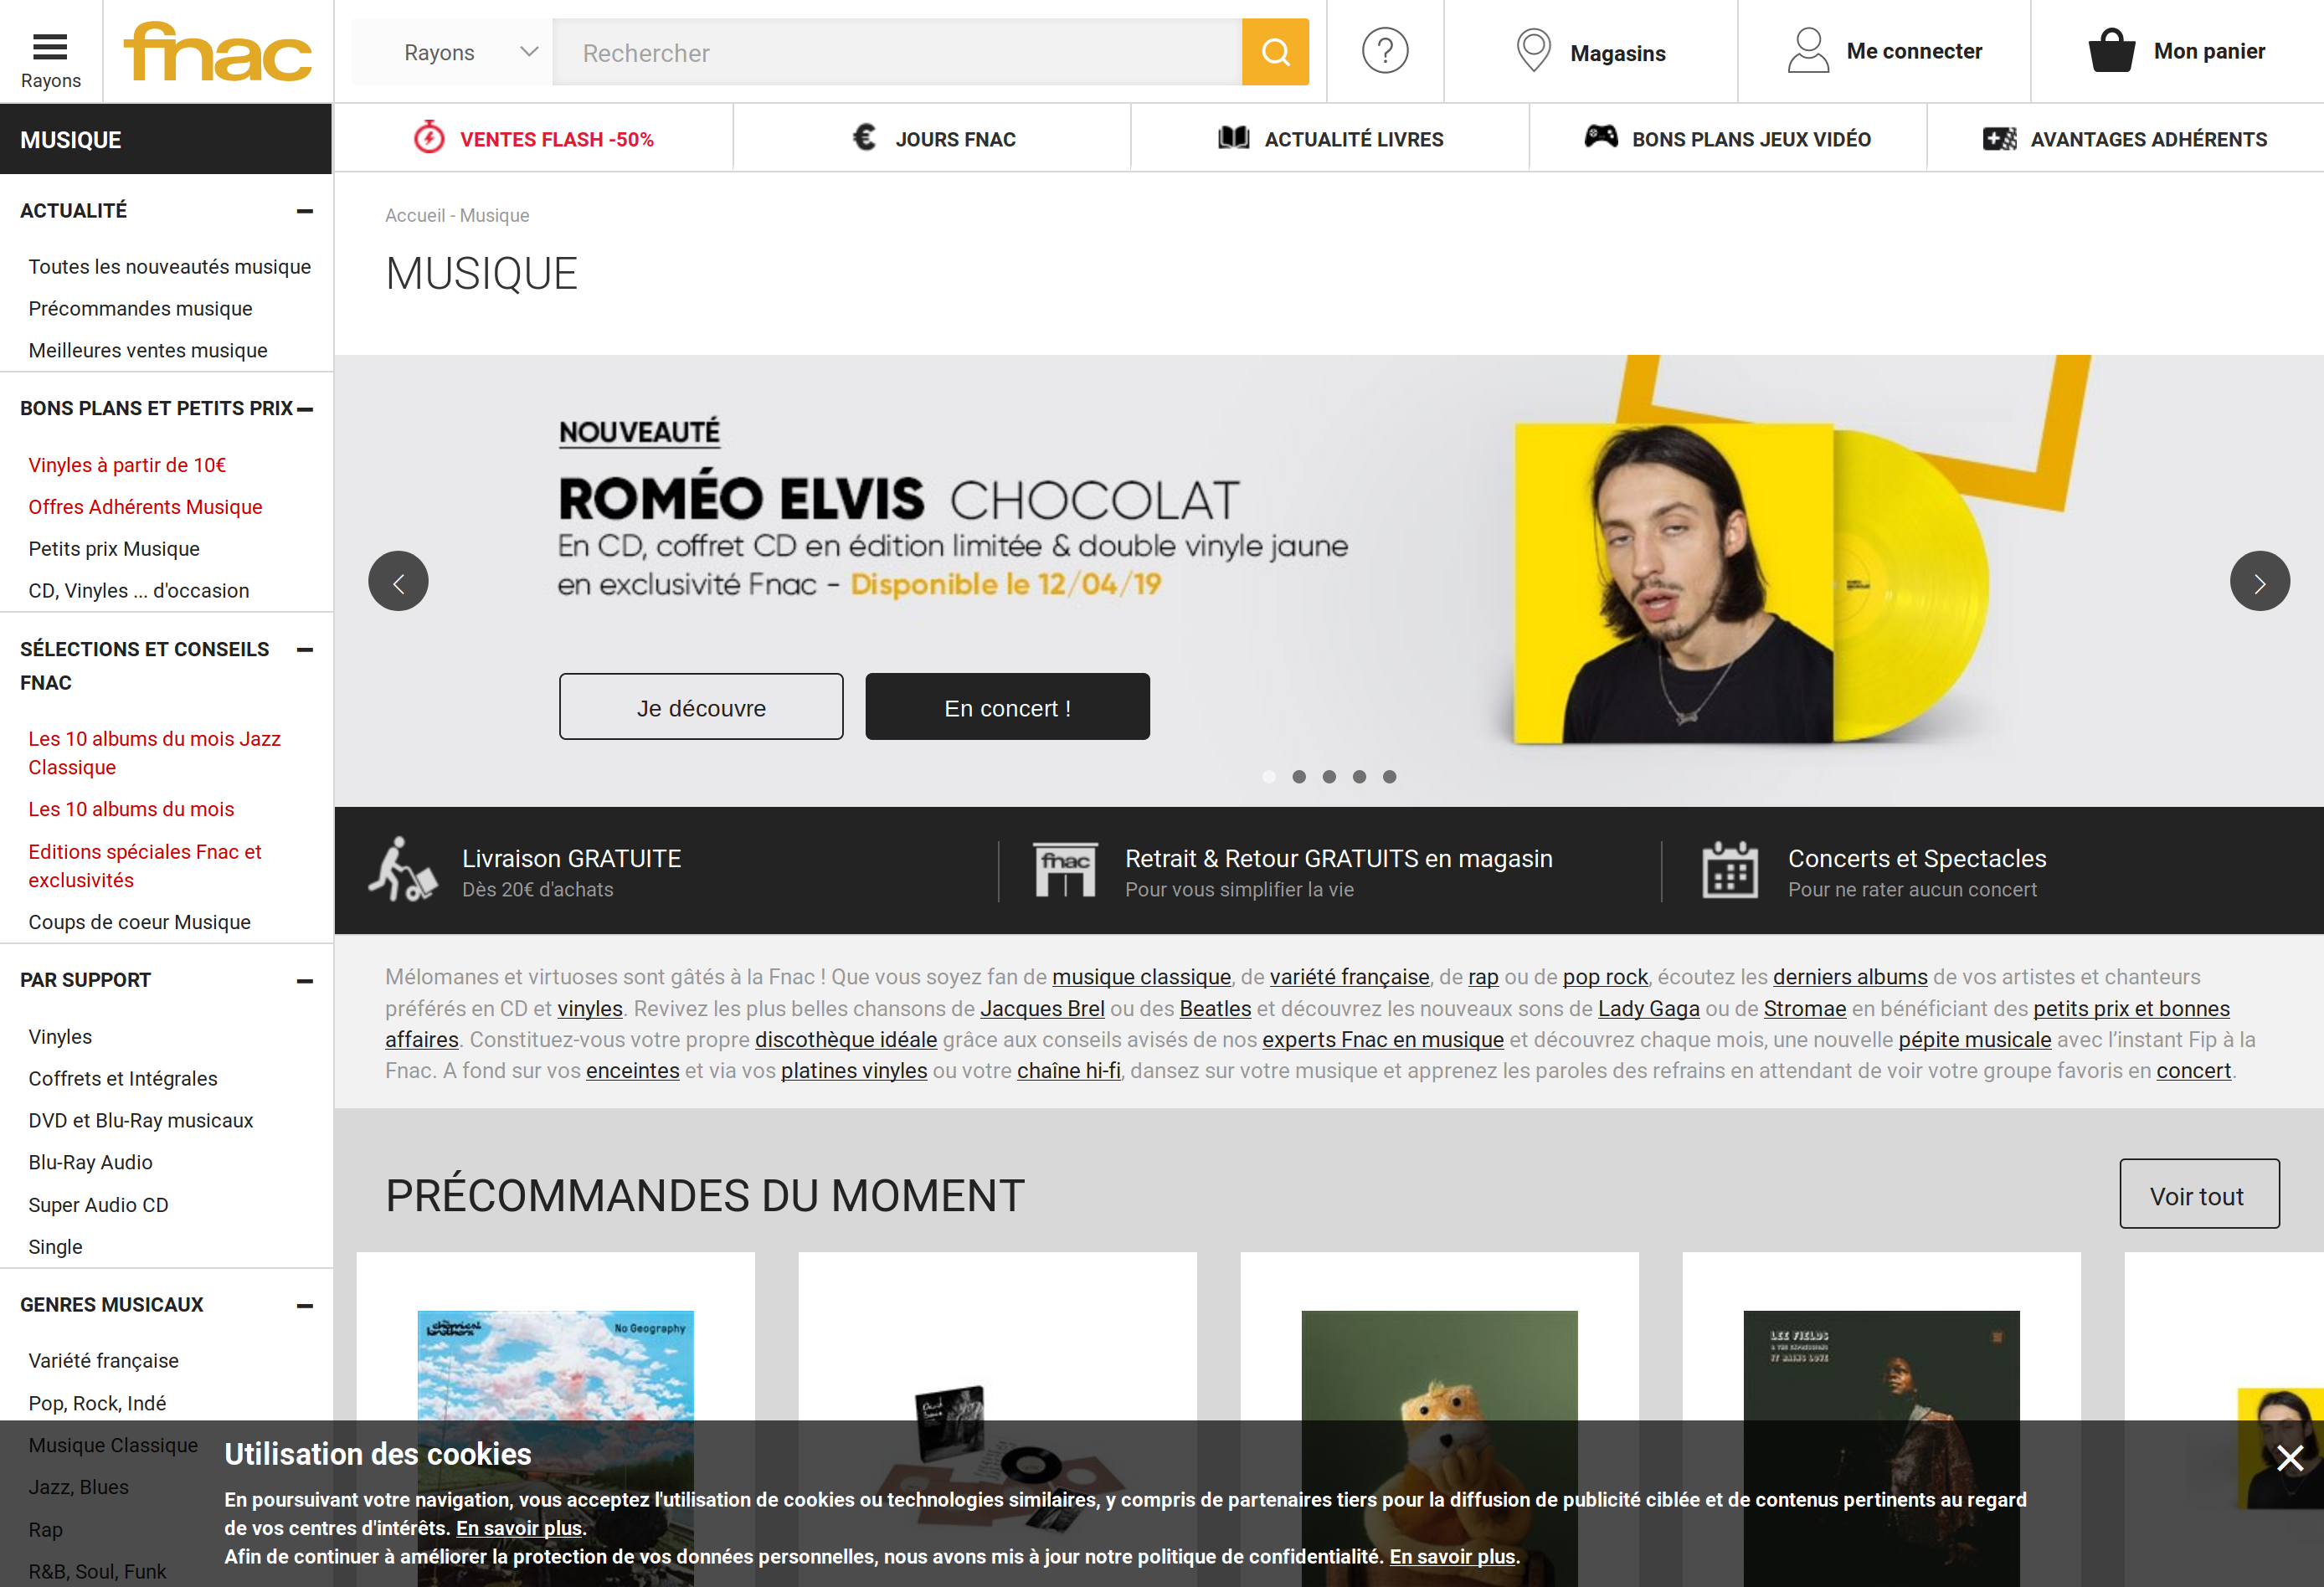 Rayons
fnac
Rayons
Rechercher
?
Magasins
Me connecter
Mon panier
MUSIQUE
VENTES FLASH -50%
JOURS FNAC
ACTUALITÉ LIVRES
BONS PLANS JEUX VIDÉO
AVANTAGES ADHÉRENTS
ACTUALITÉ
Toutes les nouveautés musique
Précommandes musique
Meilleures ventes musique
BONS PLANS ET PETITS PRIX
Vinyles à partir de 10€
Offres Adhérents Musique
Petits prix Musique
CD, Vinyles ... d'occasion
SÉLECTIONS ET CONSEILS
FNAC
Les 10 albums du mois Jazz
Classique
Les 10 albums du mois
Editions spéciales Fnac et
exclusivités
Coups de coeur Musique
PAR SUPPORT
Vinyles
Coffrets et Intégrales
DVD et Blu-Ray musicaux
Blu-Ray Audio
Super Audio CD
Single
GENRES MUSICAUX
Variété française
Pop, Rock, Indé
Musique Classique
Jazz, Blues
Rap
R&B, Soul, Funk
Accueil - Musique
MUSIQUE
NOUVEAUTÉ
ROMÉO ELVIS CHOCOLAT
En CD, coffret CD en édition limitée & double vinyle jaune
en exclusivité Fnac - Disponible le 12/04/19
Je découvre
En concert !
Livraison GRATUITE
Dès 20€ d'achats
fnac
Retrait & Retour GRATUITS en magasin
Pour vous simplifier la vie
Concerts et Spectacles
Pour ne rater aucun concert
Mélomanes et virtuoses sont gâtés à la Fnac ! Que vous soyez fan de musique classique, de variété française, de rap ou de pop rock, écoutez les derniers albums de vos artistes et chanteurs
préférés en CD et vinyles. Revivez les plus belles chansons de Jacques Brel ou des Beatles et découvrez les nouveaux sons de Lady Gaga ou de Stromae en bénéficiant des petits prix et bonnes
affaires. Constituez-vous votre propre discothèque idéale grâce aux conseils avisés de nos experts Fnac en musique et découvrez chaque mois, une nouvelle pépite musicale avec l’instant Fip à la
Fnac. A fond sur vos enceintes et via vos platines vinyles ou votre chaîne hi-fi, dansez sur votre musique et apprenez les paroles des refrains en attendant de voir votre groupe favoris en concert.
PRÉCOMMANDES DU MOMENT
Voir tout
the chemical
brothers
No Geography
LEE FIELDS
& THE EXPRESSIONS
IT RAINS LOVE
Utilisation des cookies
En poursuivant votre navigation, vous acceptez l'utilisation de cookies ou technologies similaires, y compris de partenaires tiers pour la diffusion de publicité ciblée et de contenus pertinents au regard
de vos centres d'intérêts. En savoir plus.
Afin de continuer à améliorer la protection de vos données personnelles, nous avons mis à jour notre politique de confidentialité. En savoir plus.